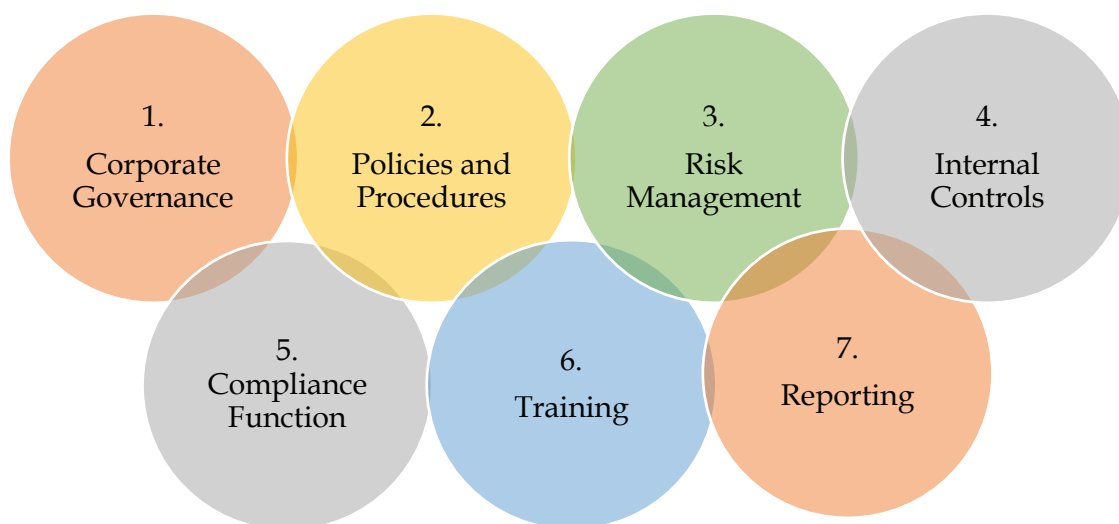 1.
Corporate
Governance
2.
Policies and
Procedures
3.
Risk
Management
4.
Internal
Controls
5.
Compliance
Function
6.
Training
7.
Reporting